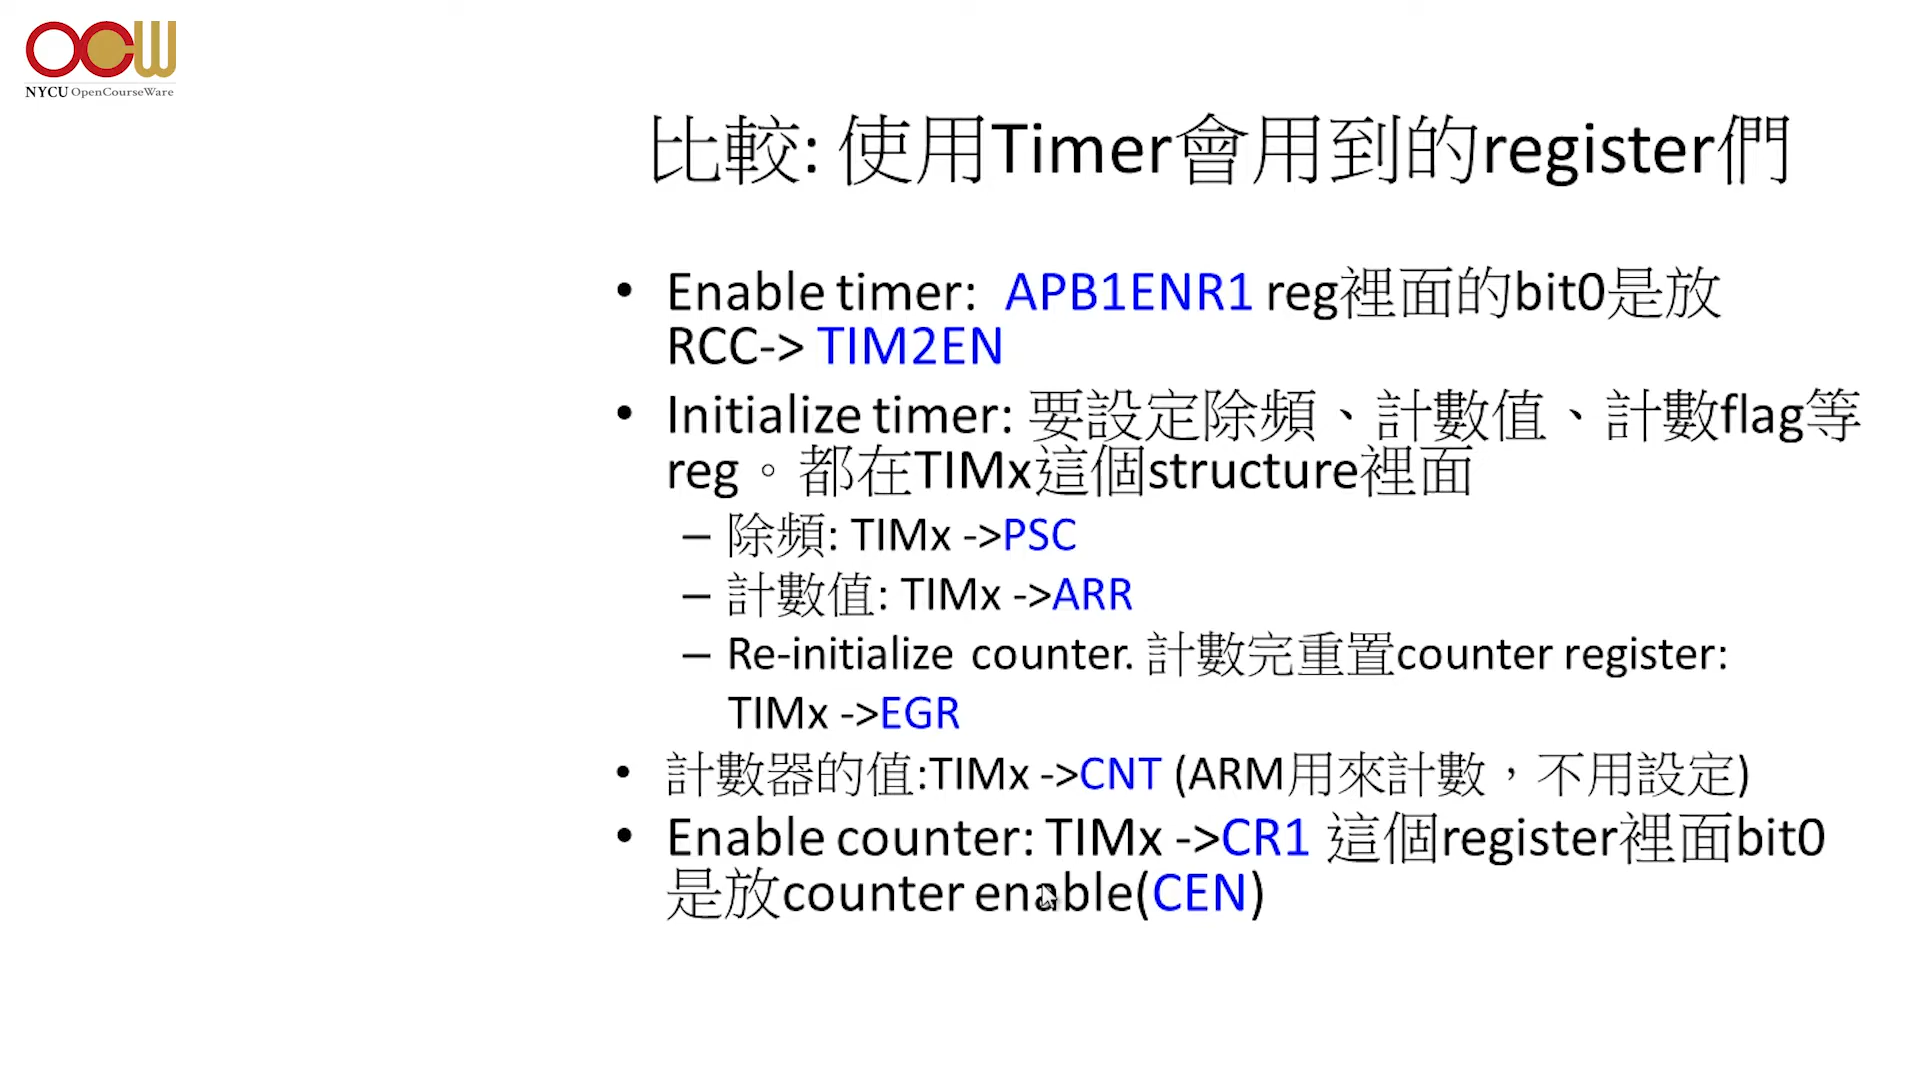 OCW
NYCU OpenCourseWare
比較: 使用Timer會用到的register們
• Enable timer: APB1ENR1 reg裡面的bit0是放
RCC-> TIM2EN
• Initialize timer: 要設定除頻、計數值、計數flag等
reg。都在TIMx這個structure裡面
– 除頻: TIMx ->PSC
– 計數值: TIMx ->ARR
– Re-initialize counter. 計數完重置counter register:
TIMx ->EGR
• 計數器的值:TIMx ->CNT (ARM用來計數，不用設定)
• Enable counter: TIMx ->CR1 這個register裡面bit0
是放counter enable(CEN)